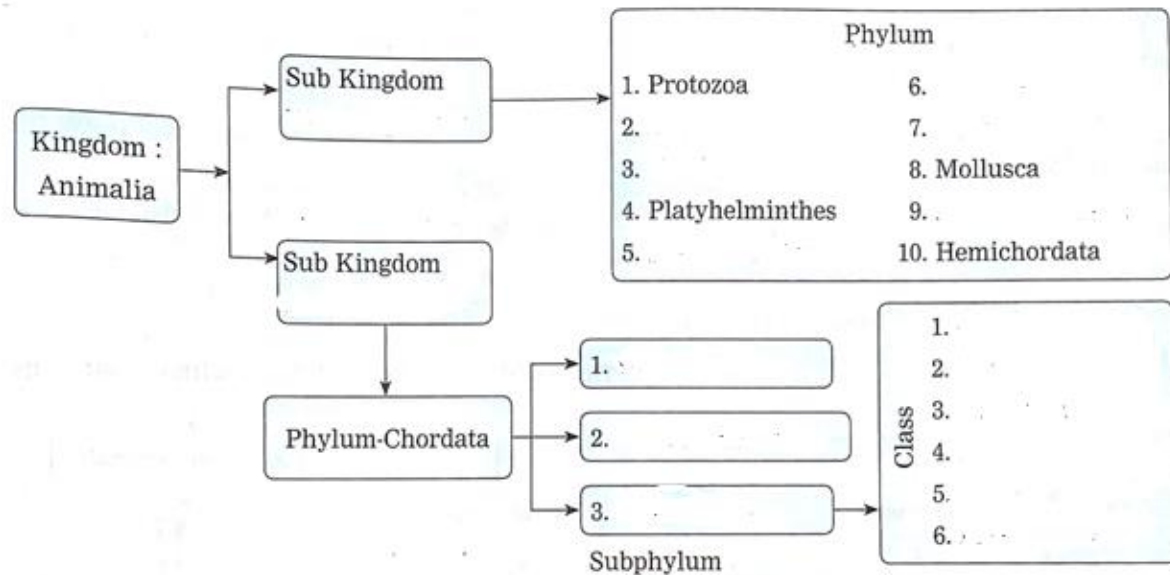 Kingdom :
Animalia
Sub Kingdom
Sub Kingdom
Phylum
1. Protozoa
2.
3.
4. Platyhelminthes
5.
6.
7.
8. Mollusca
9.
10. Hemichordata
Phylum-Chordata
1.
2.
3.
Subphylum
Class
1.
2.
3.
4.
5.
6.